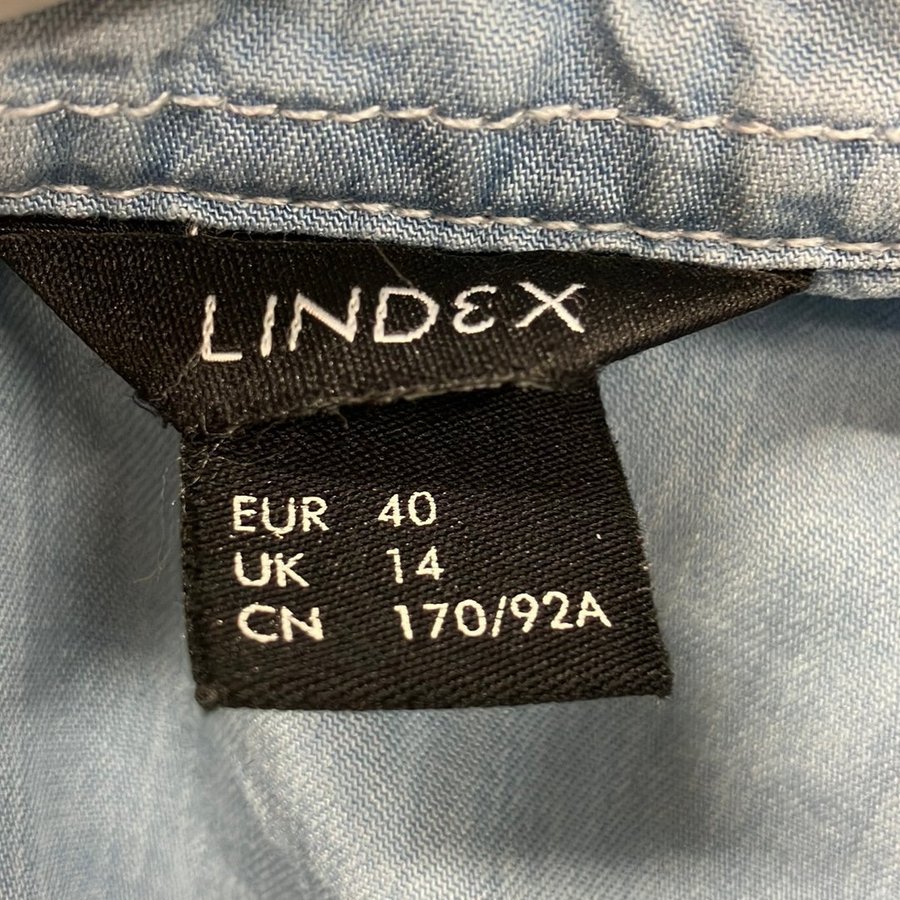 LINDEX
EUR 40
UK 14
CN 170/92A